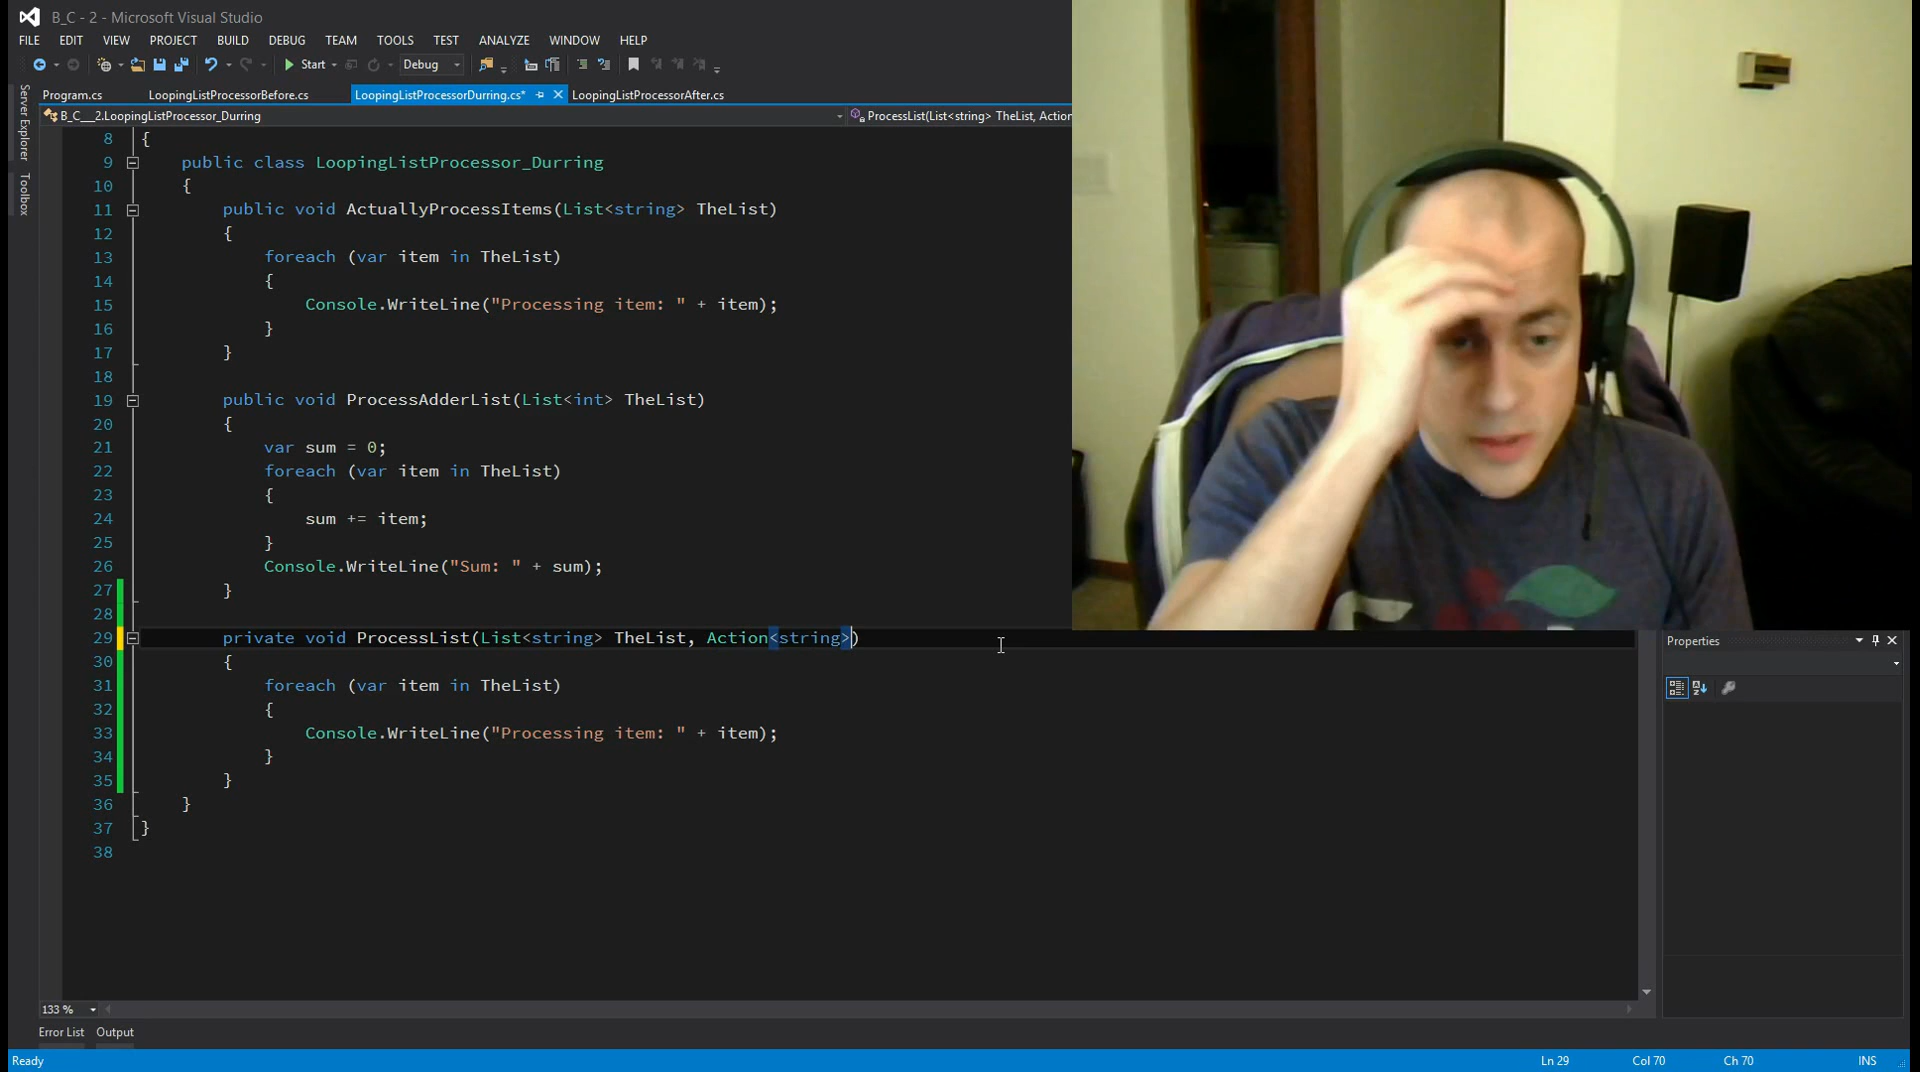 B_C - 2 - Microsoft Visual Studio
FILE EDIT VIEW PROJECT BUILD DEBUG TEAM TOOLS TEST ANALYZE WINDOW HELP
Start Debug
Program.cs LoopingListProcessorBefore.cs LoopingListProcessorDurring.cs* LoopingListProcessorAfter.cs
B_C__2.LoopingListProcessor_Durring ProcessList(List<string> TheList, Action
Server Explorer
Toolbox
8 {
9 public class LoopingListProcessor_Durring
10 {
11 public void ActuallyProcessItems(List<string> TheList)
12 {
13 foreach (var item in TheList)
14 {
15 Console.WriteLine("Processing item: " + item);
16 }
17 }
18
19 public void ProcessAdderList(List<int> TheList)
20 {
21 var sum = 0;
22 foreach (var item in TheList)
23 {
24 sum += item;
25 }
26 Console.WriteLine("Sum: " + sum);
27 }
28
29 private void ProcessList(List<string> TheList, Action<string>)
30 {
31 foreach (var item in TheList)
32 {
33 Console.WriteLine("Processing item: " + item);
34 }
35 }
36 }
37 }
38
Properties
133 %
Error List Output
Ready Ln 29 Col 70 Ch 70 INS